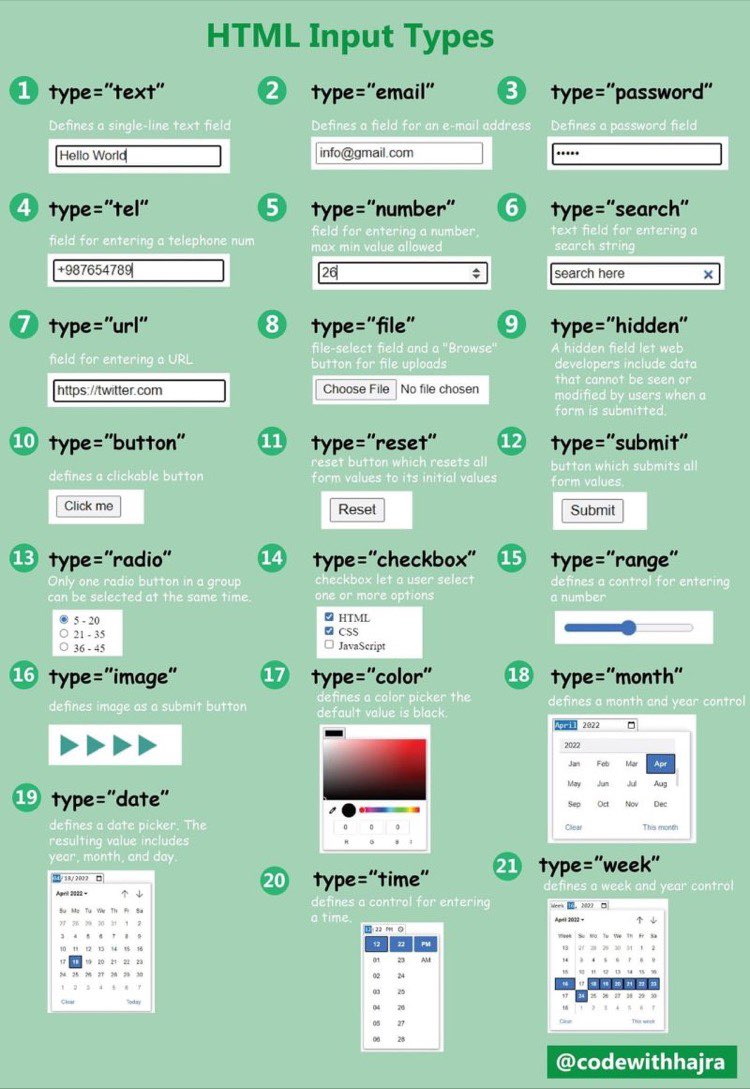 HTML Input Types
1 type=”text”
Defines a single-line text field
Hello World
2 type=”email”
Defines a field for an e-mail address
info@gmail.com
3 type=”password”
Defines a password field
•••••
4 type=”tel”
field for entering a telephone num
+987654789
5 type=”number”
field for entering a number,
max min value allowed
26
6 type=”search”
text field for entering a
search string
search here
7 type=”url”
field for entering a URL
https://twitter.com
8 type=”file”
file-select field and a "Browse"
button for file uploads
Choose File No file chosen
9 type=”hidden”
A hidden field let web
developers include data
that cannot be seen or
modified by users when a
form is submitted.
10 type=”button”
defines a clickable button
Click me
11 type=”reset”
reset button which resets all
form values to its initial values
Reset
12 type=”submit”
button which submits all
form values.
Submit
13 type=”radio”
Only one radio button in a group
can be selected at the same time.
5 - 20
21 - 35
36 - 45
14 type=”checkbox”
checkbox let a user select
one or more options
HTML
CSS
JavaScript
15 type=”range”
defines a control for entering
a number
16 type=”image”
defines image as a submit button
17 type=”color”
defines a color picker the
default value is black.
0 0 0
R G B
18 type=”month”
defines a month and year control
April 2022
2022
Jan Feb Mar Apr
May Jun Jul Aug
Sep Oct Nov Dec
Clear This month
19 type=”date”
defines a date picker. The
resulting value includes
year, month, and day.
04/18/2022
April 2022
Su Mo Tu We Th Fr Sa
27 28 29 30 31 1 2
3 4 5 6 7 8 9
10 11 12 13 14 15 16
17 18 19 20 21 22 23
24 25 26 27 28 29 30
1 2 3 4 5 6 7
Clear Today
20 type=”time”
defines a control for entering
a time.
12:22 PM
12 22 PM
01 23 AM
02 24
03 25
04 26
05 27
06 28
21 type=”week”
defines a week and year control
Week 16, 2022
April 2022
Week Su Mo Tu We Th Fr Sa
13 27 28 29 30 31 1 2
14 3 4 5 6 7 8 9
15 10 11 12 13 14 15 16
16 17 18 19 20 21 22 23
17 24 25 26 27 28 29 30
18 1 2 3 4 5 6 7
Clear This week
@codewithhajra